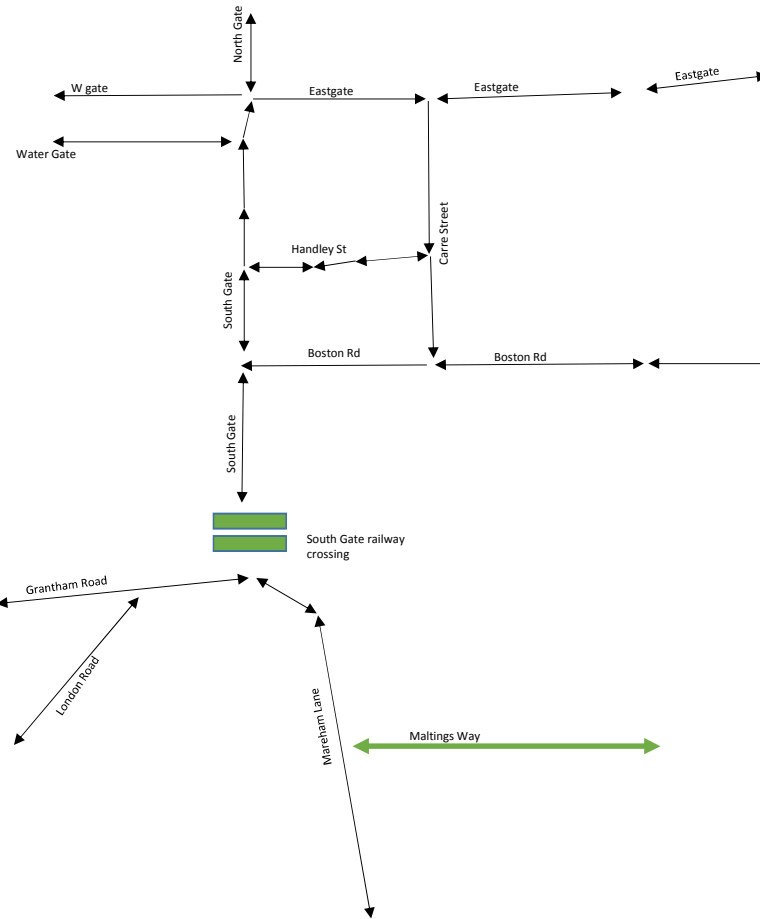 North Gate
W gate
Eastgate
Eastgate
Eastgate
Water Gate
Handley St
Carre Street
South Gate
Boston Rd
Boston Rd
South Gate
South Gate railway
crossing
Grantham Road
London Road
Mareham Lane
Maltings Way